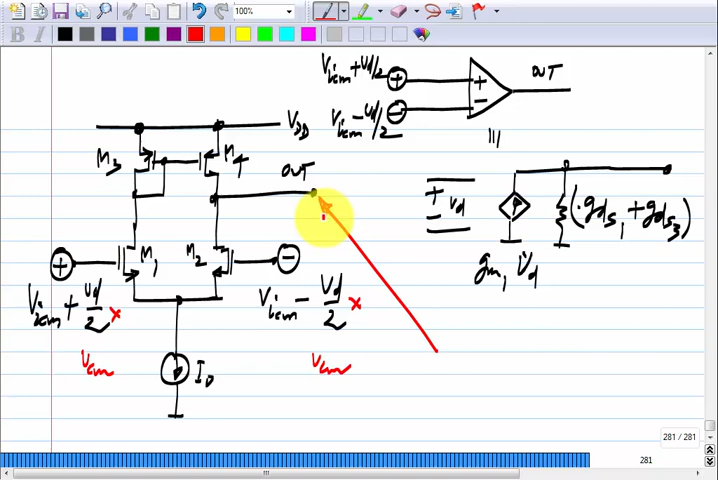 100%
B I U
Vicm+Vd/2
+
+
OUT
Vicm-Vd/2
-
-
VDD
M3
M4
OUT
+
-
vd
(gds1+gds3)
gm1 vd
+
M1
M2
-
Vicm + Vd/2 x
Vicm - Vd/2 x
Vcm
Vcm
I0
281 / 281
281